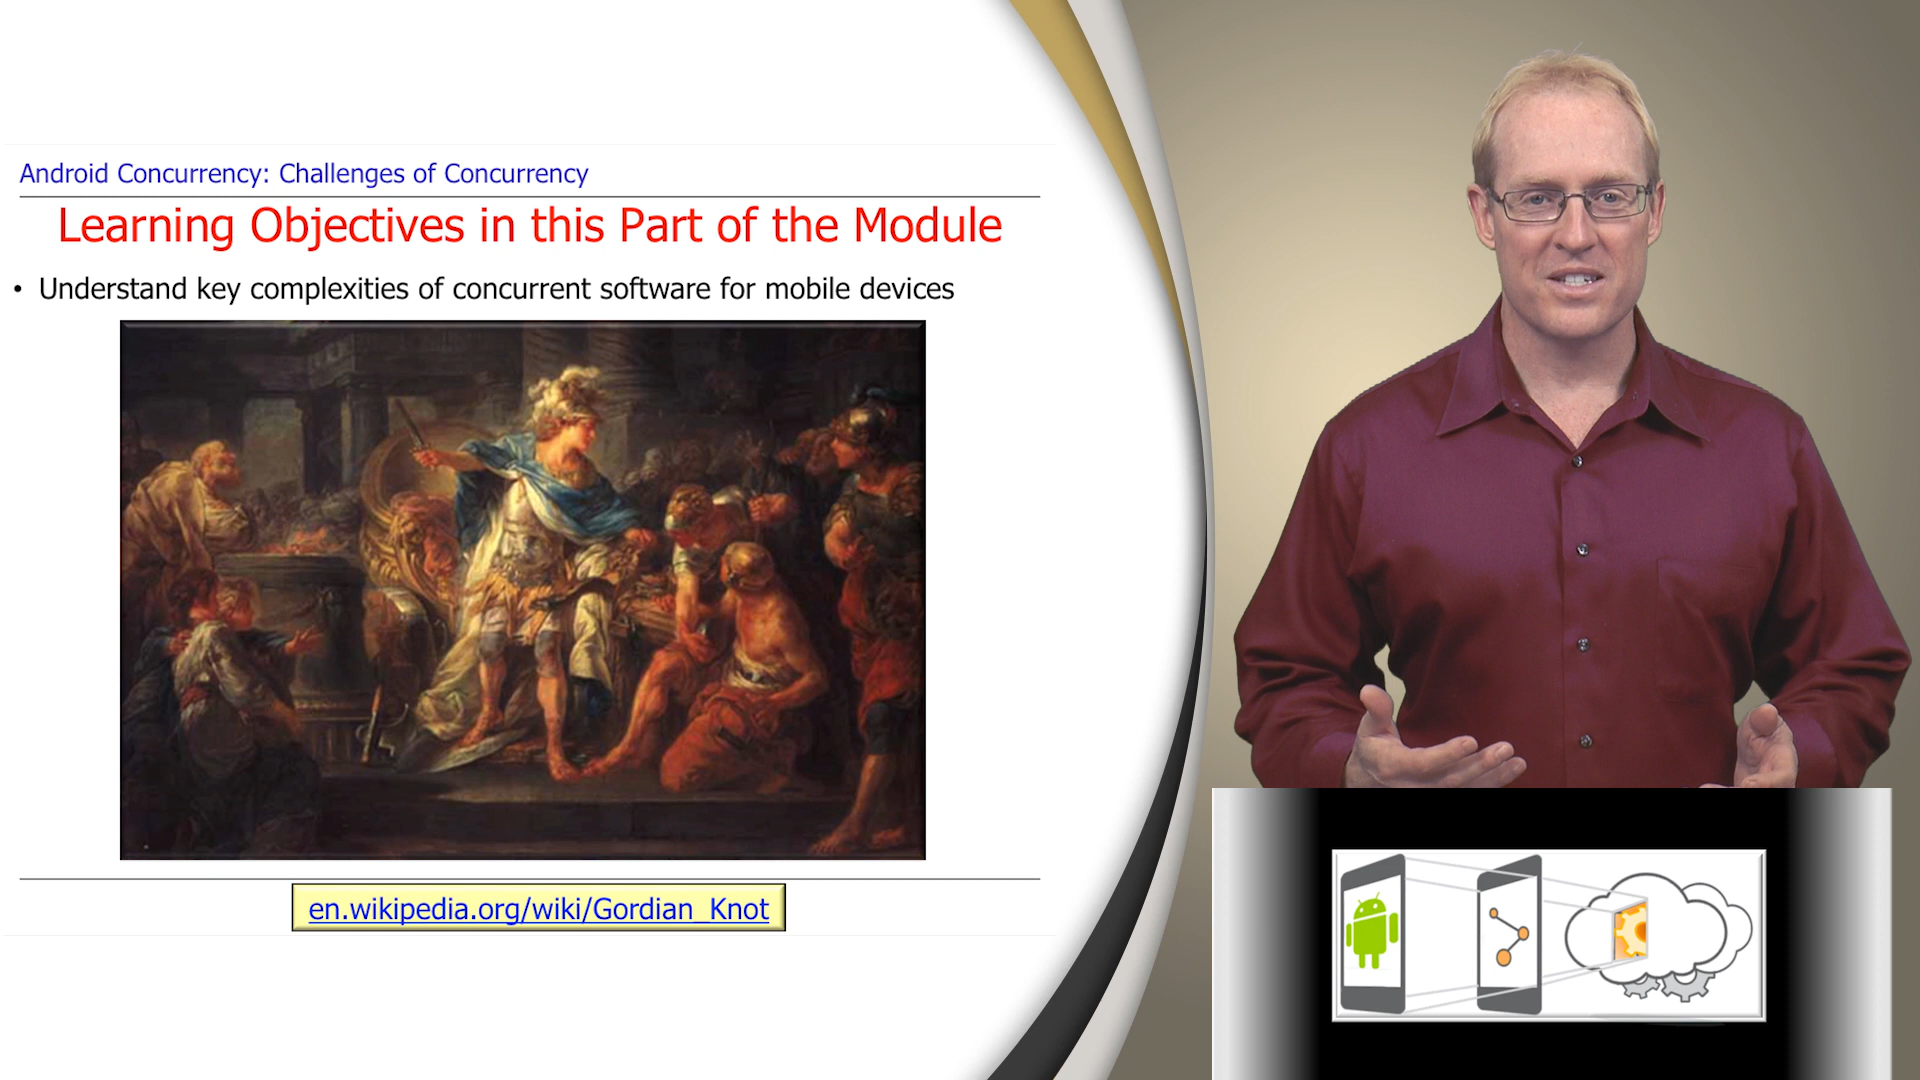 Android Concurrency: Challenges of Concurrency
Learning Objectives in this Part of the Module
• Understand key complexities of concurrent software for mobile devices
en.wikipedia.org/wiki/Gordian_Knot